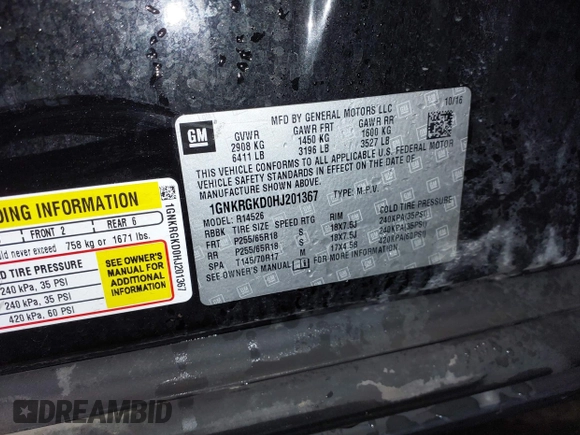 MFD BY GENERAL MOTORS LLC
10/16
GM
GVWR GAWR FRT GAWR RR
2908 KG 1450 KG 1600 KG
6411 LB 3196 LB 3527 LB
THIS VEHICLE CONFORMS TO ALL APPLICABLE U.S. FEDERAL MOTOR
VEHICLE SAFETY STANDARDS IN EFFECT ON THE DATE OF
MANUFACTURE SHOWN ABOVE.
1GNKRGKD0HJ201367 TYPE: M.P.V.
MODEL: R14526
RBBK TIRE SIZE SPEED RTG RIM COLD TIRE PRESSURE
FRT P255/65R18 S 18X7.5J 240KPA(35PSI)
RR P255/65R18 S 18X7.5J 240KPA(35PSI)
SPA T145/70R17 M 17X4.5B 420KPA(60PSI)
SEE OWNER'S MANUAL FOR MORE INFORMATION
DING INFORMATION
FRONT 2 REAR 6
uld never exceed 758 kg or 1671 lbs.
COLD TIRE PRESSURE
240 kPa, 35 PSI
240 kPa, 35 PSI
420 kPa, 60 PSI
SEE OWNER'S
MANUAL FOR
ADDITIONAL
INFORMATION
1GNKRGKD0HJ201367
DREAMBID